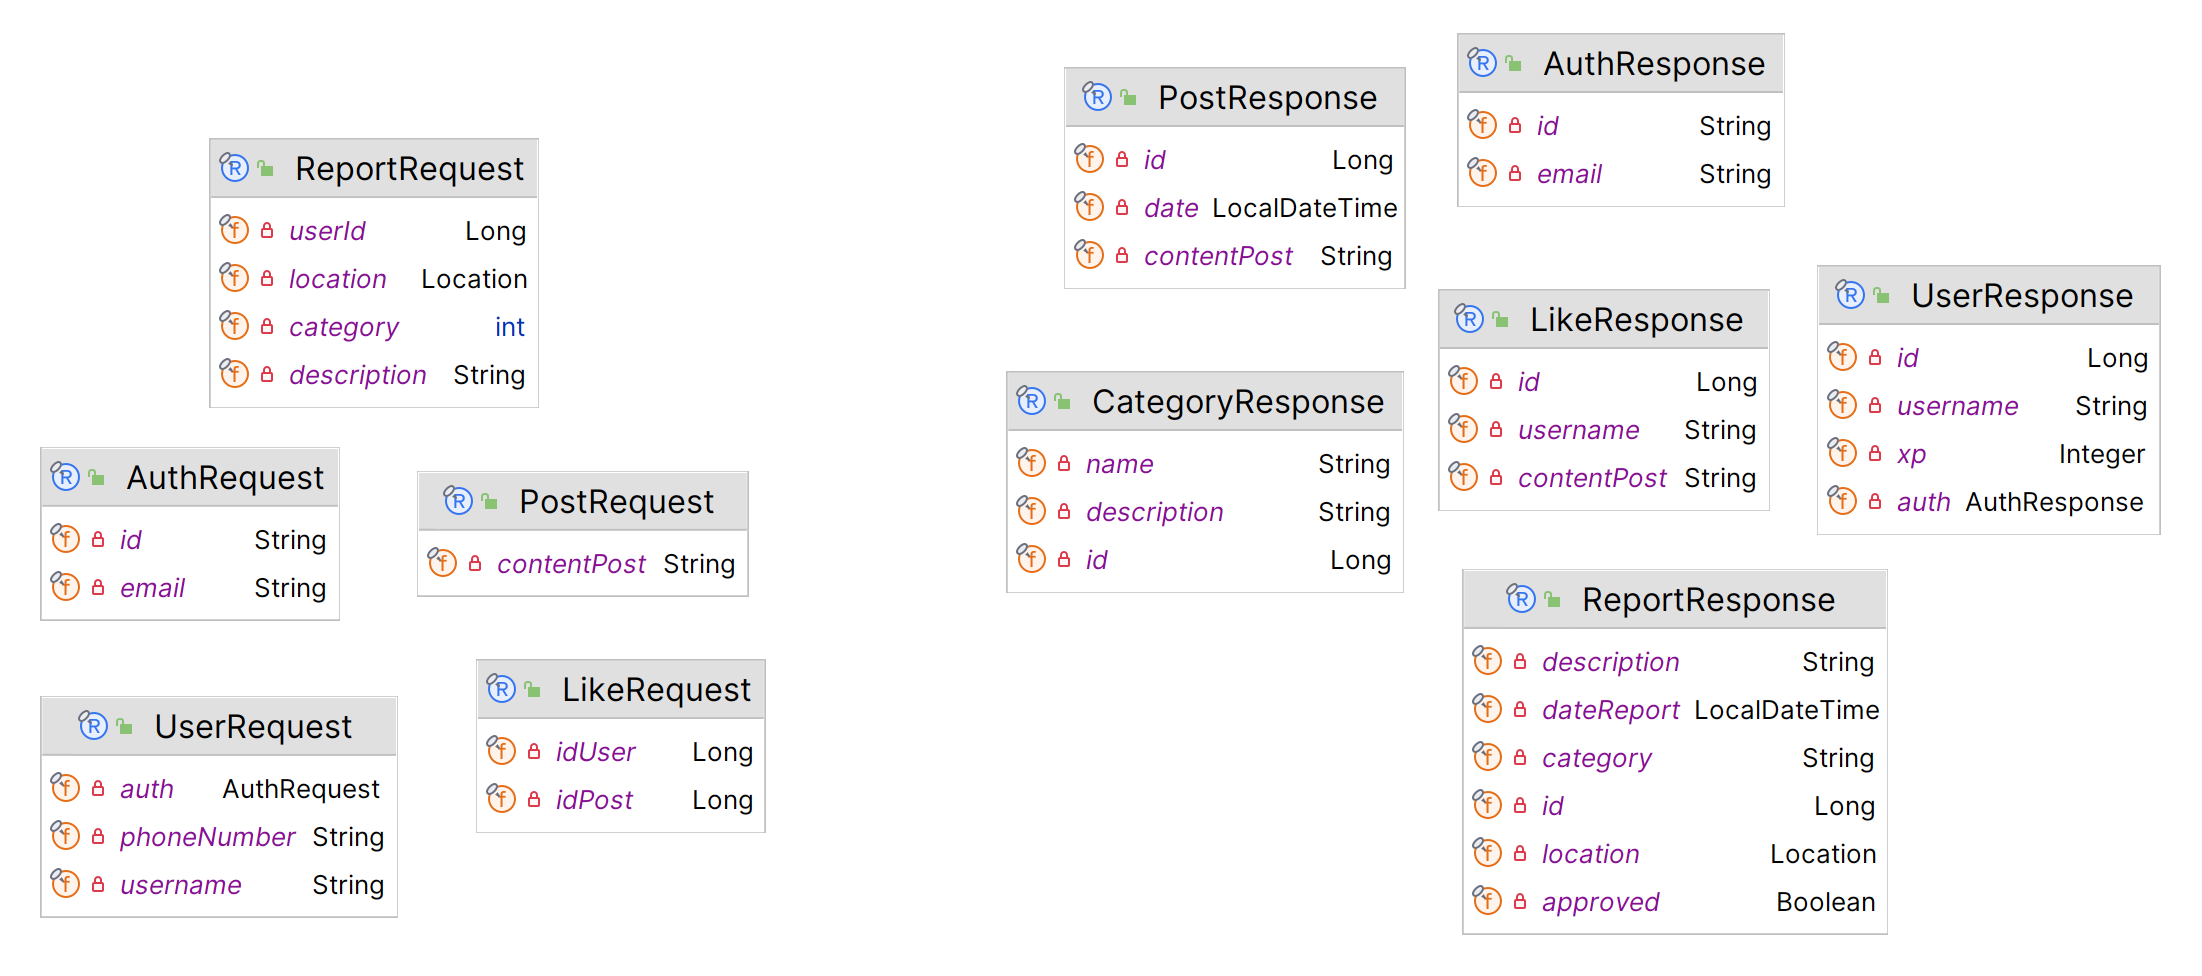 ReportRequest
userId Long
location Location
category int
description String
AuthRequest
id String
email String
PostRequest
contentPost String
UserRequest
auth AuthRequest
phoneNumber String
username String
LikeRequest
idUser Long
idPost Long
PostResponse
id Long
date LocalDateTime
contentPost String
AuthResponse
id String
email String
CategoryResponse
name String
description String
id Long
LikeResponse
id Long
username String
contentPost String
UserResponse
id Long
username String
xp Integer
auth AuthResponse
ReportResponse
description String
dateReport LocalDateTime
category String
id Long
location Location
approved Boolean